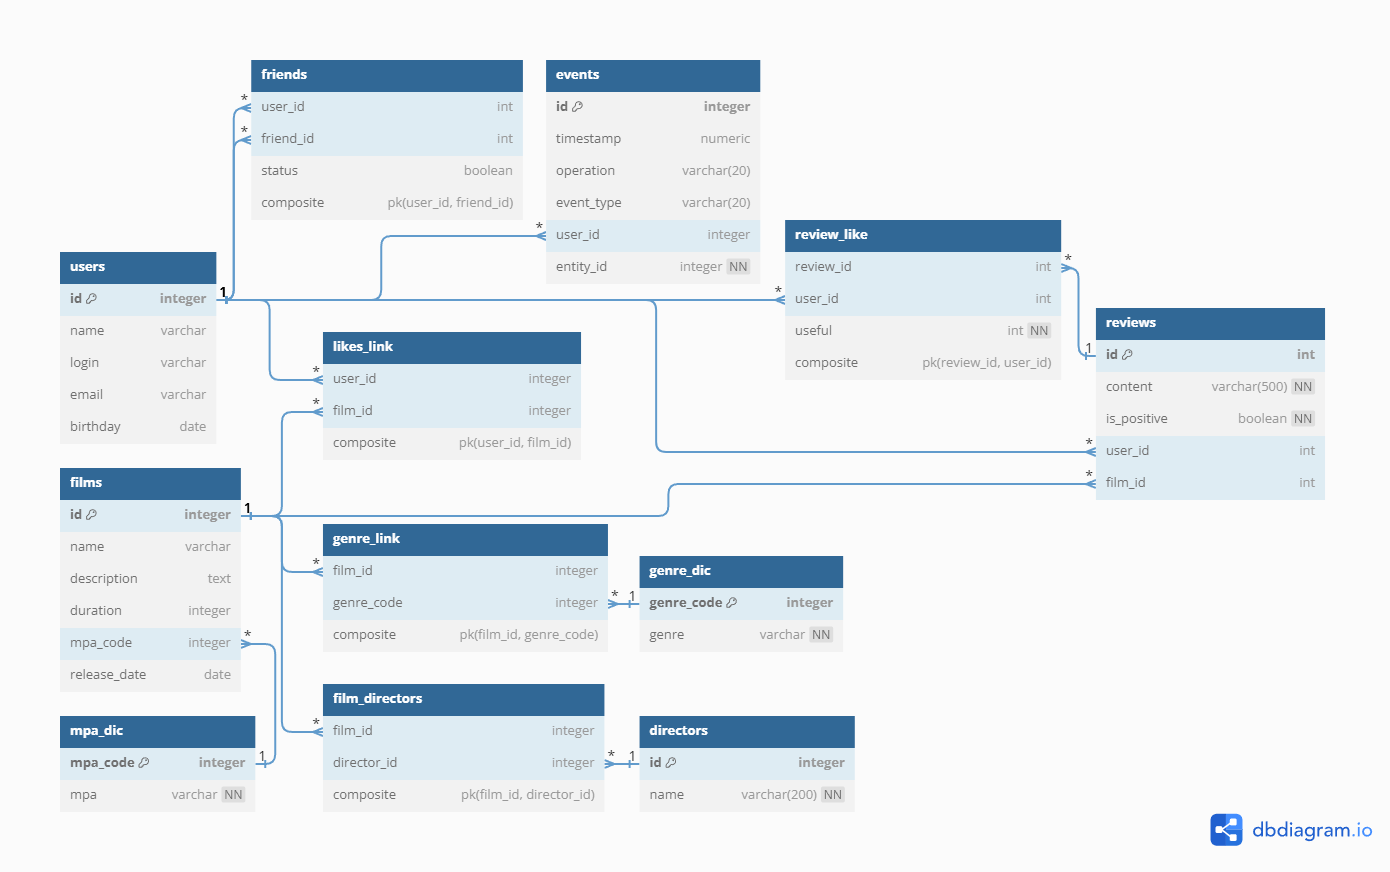 friends
* user_id int
* friend_id int
status boolean
composite pk(user_id, friend_id)
events
id integer
timestamp numeric
operation varchar(20)
event_type varchar(20)
* user_id integer
entity_id integer NN
review_like
review_id int *
* user_id int
useful int NN
composite pk(review_id, user_id)
reviews
1 id int
content varchar(500) NN
is_positive boolean NN
* user_id int
* film_id int
users
id integer 1
name varchar
login varchar
email varchar
birthday date
likes_link
* user_id integer
* film_id integer
composite pk(user_id, film_id)
films
id integer 1
name varchar
description text
duration integer
mpa_code integer *
release_date date
genre_link
* film_id integer
genre_code integer * 1
composite pk(film_id, genre_code)
genre_dic
genre_code integer
genre varchar NN
film_directors
* film_id integer
director_id integer * 1
composite pk(film_id, director_id)
directors
id integer
name varchar(200) NN
mpa_dic
mpa_code integer 1
mpa varchar NN
dbdiagram.io